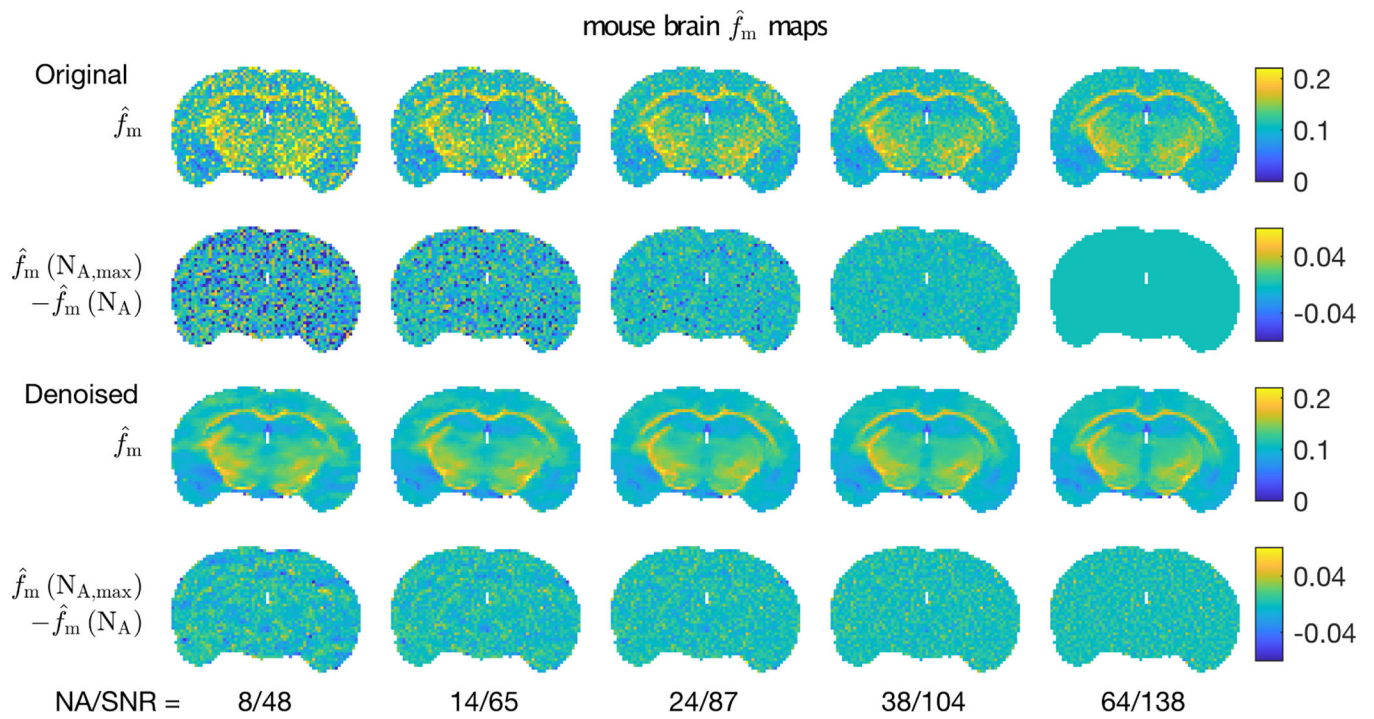 mouse brain f̂m maps
Original
f̂m
0.2
0.1
0
f̂m (NA,max)
−f̂m (NA)
0.04
-0.04
Denoised
f̂m
0.2
0.1
0
f̂m (NA,max)
−f̂m (NA)
0.04
-0.04
NA/SNR = 8/48 14/65 24/87 38/104 64/138